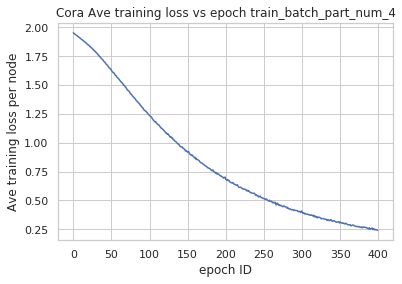 Cora Ave training loss vs epoch train_batch_part_num_4
2.00
1.75
1.50
1.25
1.00
0.75
0.50
0.25
Ave training loss per node
0 50 100 150 200 250 300 350 400
epoch ID